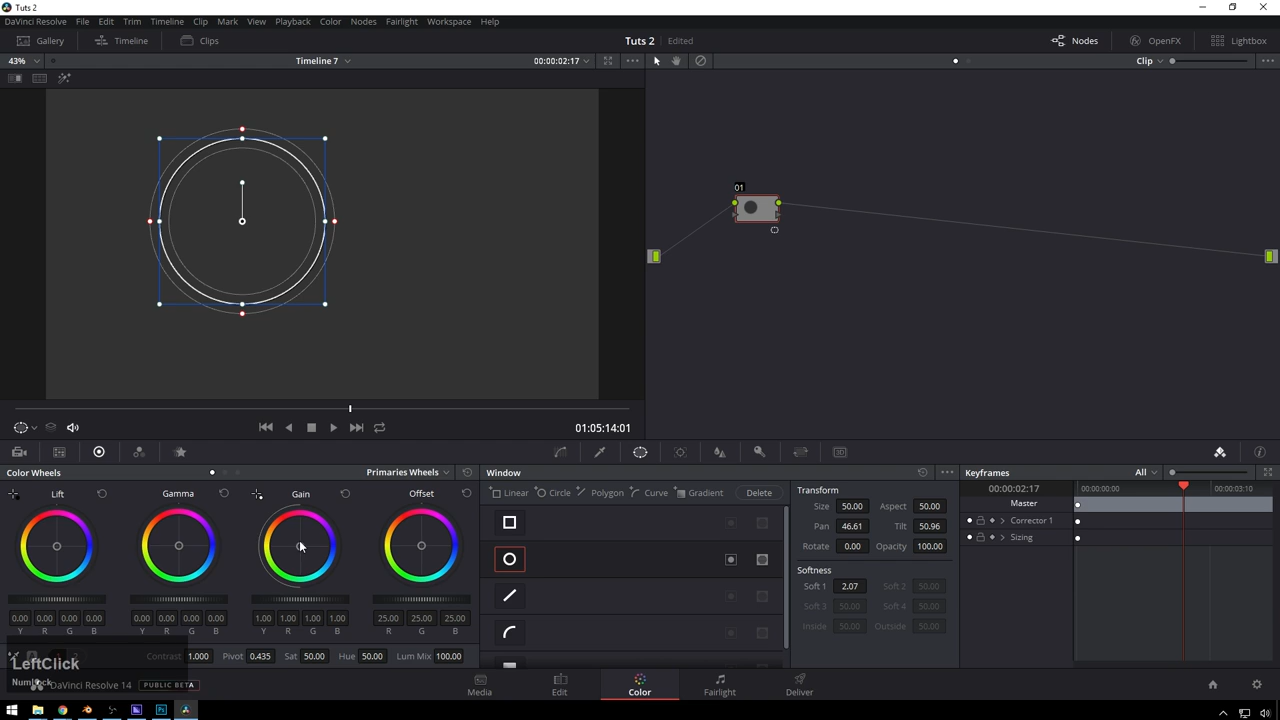 Tuts 2
DaVinci Resolve File Edit Trim Timeline Clip Mark View Playback Color Nodes Fairlight Workspace Help
Gallery Timeline Clips Tuts 2 Edited Nodes OpenFX Lightbox
43% Timeline 7 00:00:02:17 Clip
01
01:05:14:01
Color Wheels Primaries Wheels Window Keyframes All
Lift Gamma Gain Offset
Linear Circle Polygon Curve Gradient Delete
Transform
Size 50.00 Aspect 50.00
Pan 46.61 Tilt 50.96
Rotate 0.00 Opacity 100.00
Softness
Soft 1 2.07 Soft 2 50.00
Soft 3 50.00 Soft 4 50.00
Inside 50.00 Outside 50.00
00:00:02:17 00:00:00:00 00:00:03:10
Master
Corrector 1
Sizing
0.00 0.00 0.00 0.00 0.00 0.00 0.00 0.00 1.00 1.00 1.00 1.00 25.00 25.00 25.00
Y R G B Y R G B Y R G B R G B
Contrast 1.000 Pivot 0.435 Sat 50.00 Hue 50.00 Lum Mix 100.00
LeftClick
DaVinci Resolve 14 PUBLIC BETA
Media Edit Color Fairlight Deliver